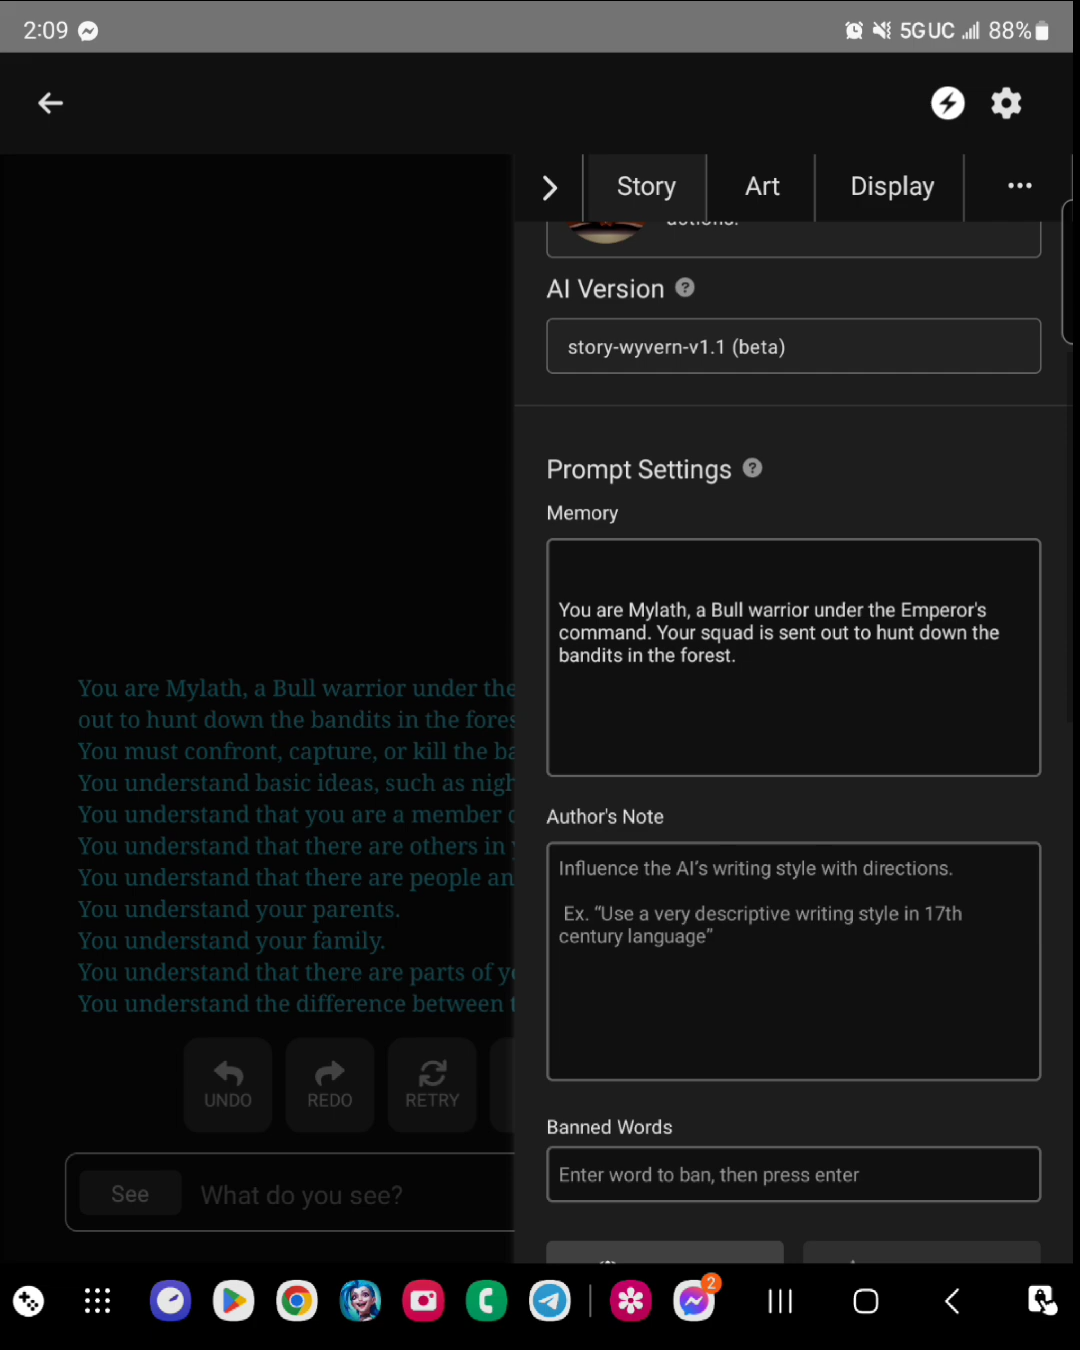 2:09
5G UC 88%
Story Art Display ...
actions.
AI Version ?
story-wyvern-v1.1 (beta)
Prompt Settings ?
Memory
You are Mylath, a Bull warrior under the Emperor's
command. Your squad is sent out to hunt down the
bandits in the forest.
Author's Note
Influence the AI's writing style with directions.
Ex. “Use a very descriptive writing style in 17th
century language”
Banned Words
Enter word to ban, then press enter
You are Mylath, a Bull warrior under the
out to hunt down the bandits in the
You must confront, capture, or kill the
You understand basic ideas, such as
You understand that you are a member
You understand that there are others in
You understand that there are people
You understand your parents.
You understand your family.
You understand that there are parts of
You understand the difference between
UNDO REDO RETRY
See What do you see?
2